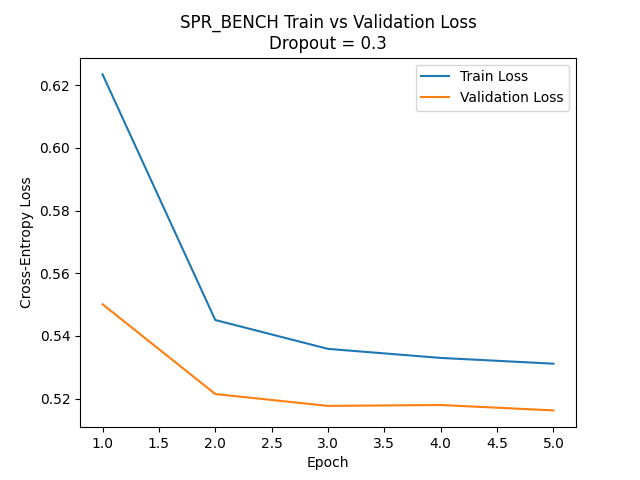 SPR_BENCH Train vs Validation Loss
Dropout = 0.3
Train Loss
Validation Loss
Cross-Entropy Loss
0.62
0.60
0.58
0.56
0.54
0.52
1.0 1.5 2.0 2.5 3.0 3.5 4.0 4.5 5.0
Epoch